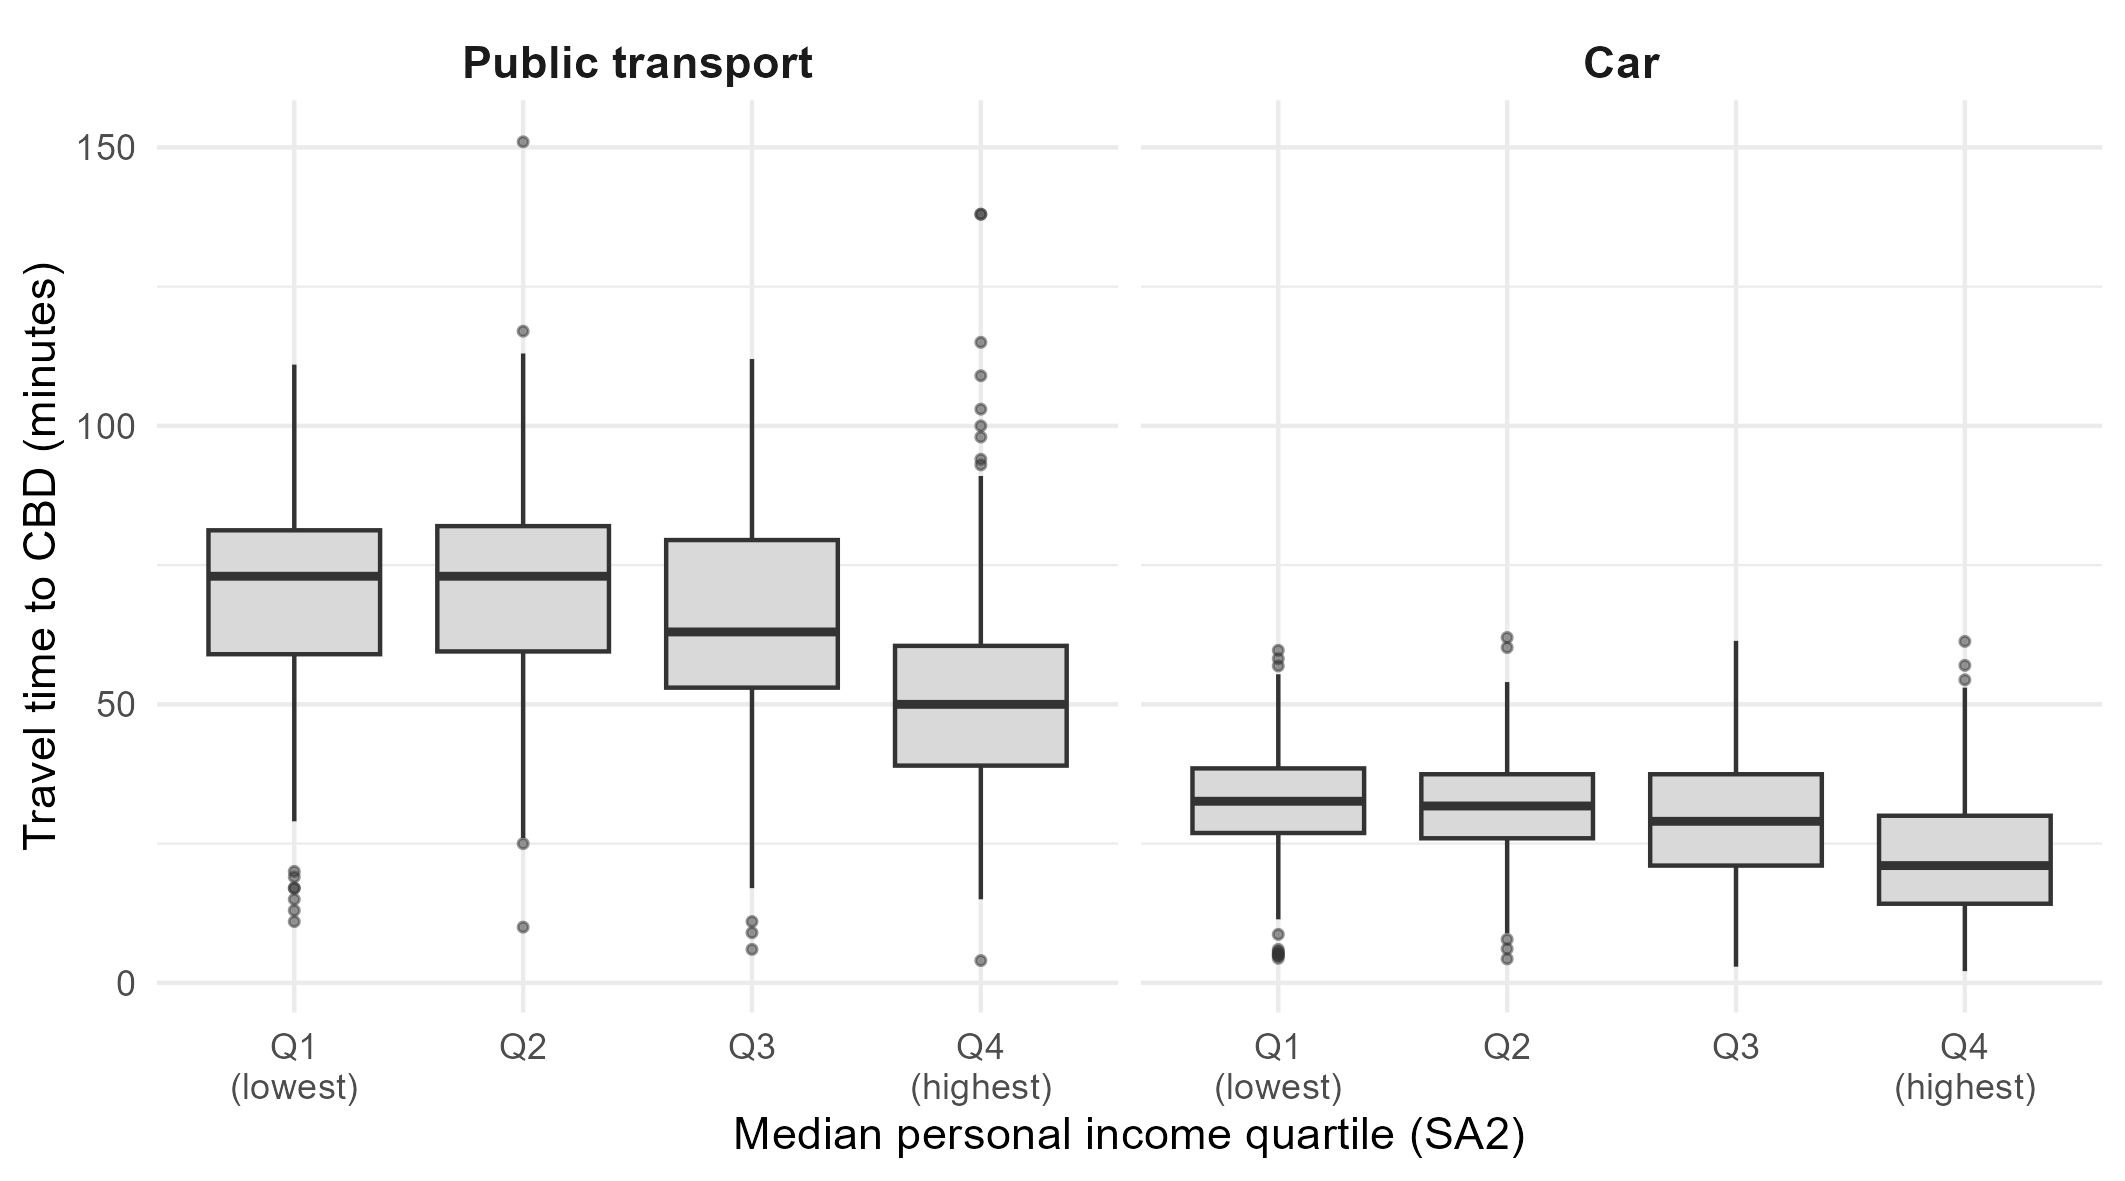 Public transport
Car
Travel time to CBD (minutes)
150
100
50
0
Q1
(lowest)
Q2
Q3
Q4
(highest)
Q1
(lowest)
Q2
Q3
Q4
(highest)
Median personal income quartile (SA2)